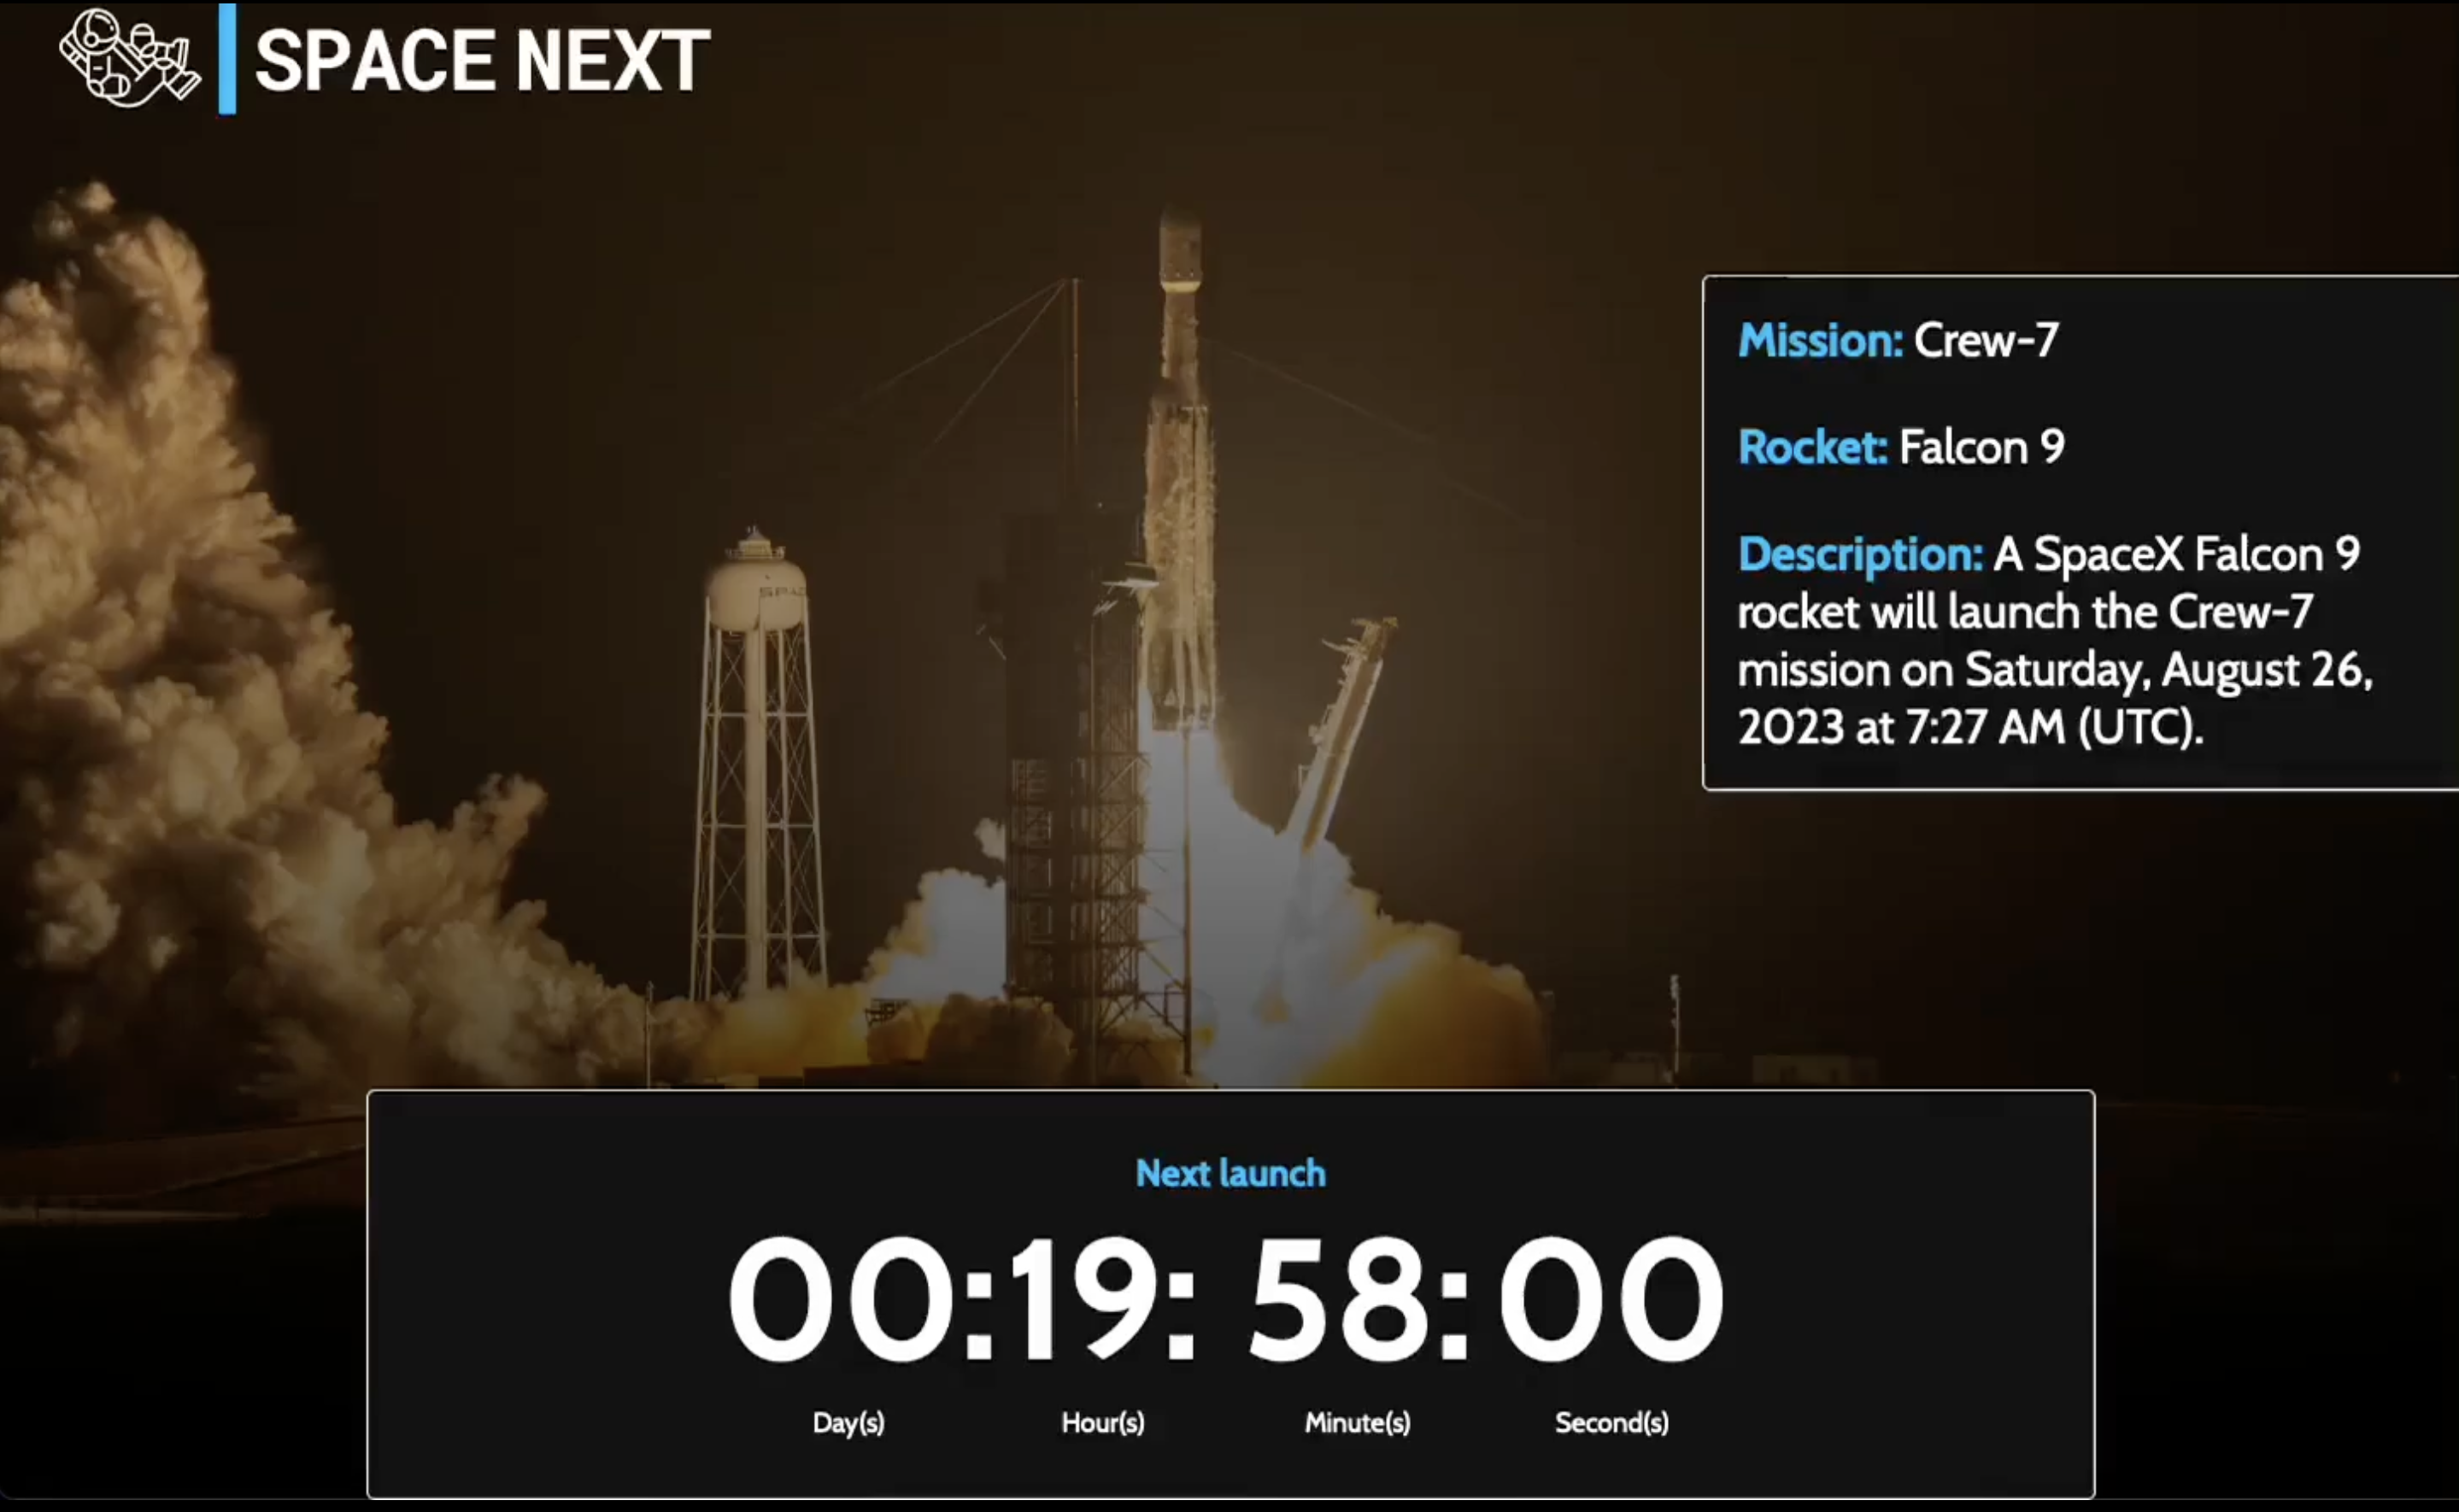 SPACE NEXT
Mission: Crew-7
Rocket: Falcon 9
Description: A SpaceX Falcon 9
rocket will launch the Crew-7
mission on Saturday, August 26,
2023 at 7:27 AM (UTC).
Next launch
00:19: 58:00
Day(s) Hour(s) Minute(s) Second(s)